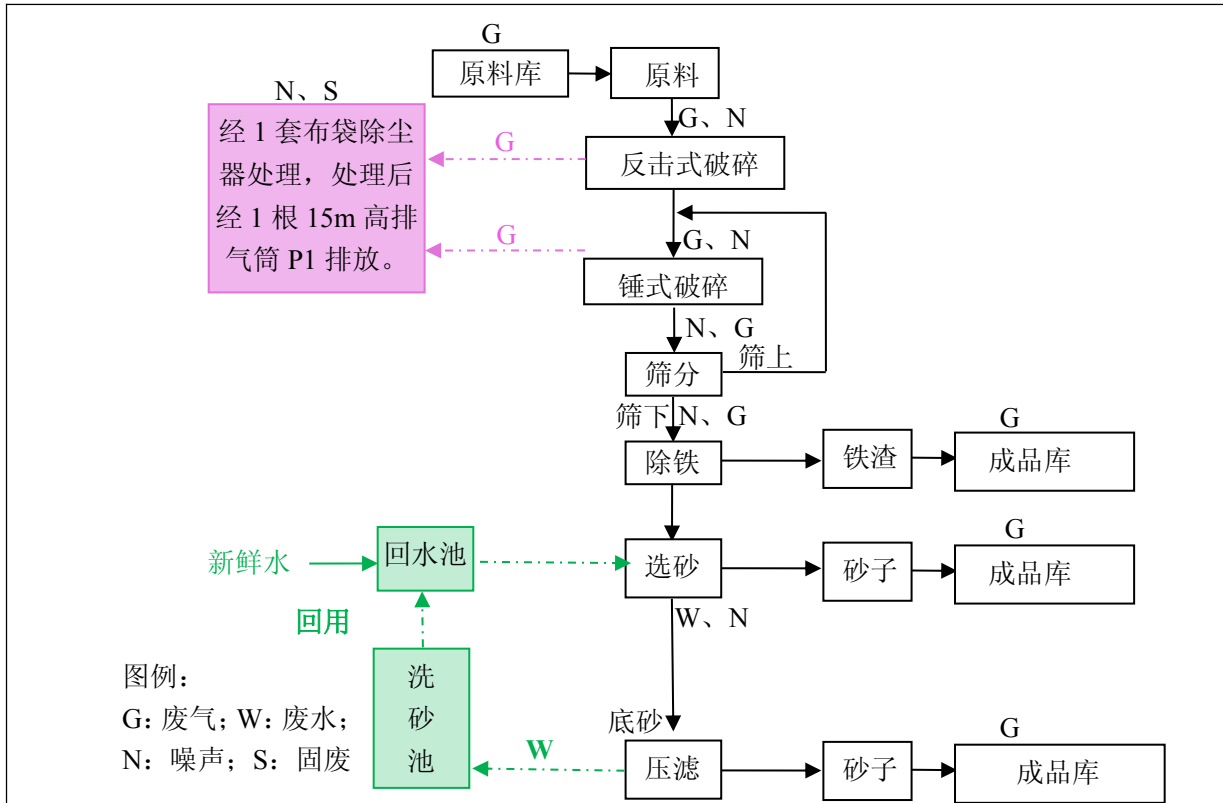 G
原料库
原料
N、S
G、N
经 1 套布袋除尘
器处理，处理后
经 1 根 15m 高排
气筒 P1 排放。
G
反击式破碎
G
G、N
锤式破碎
N、G
筛分
筛上
筛下
N、G
G
除铁
铁渣
成品库
G
新鲜水
回水池
选砂
砂子
成品库
回用
W、N
图例：
G：废气；W：废水；
N：噪声；S：固废
洗
砂
池
底砂
W
压滤
砂子
G
成品库